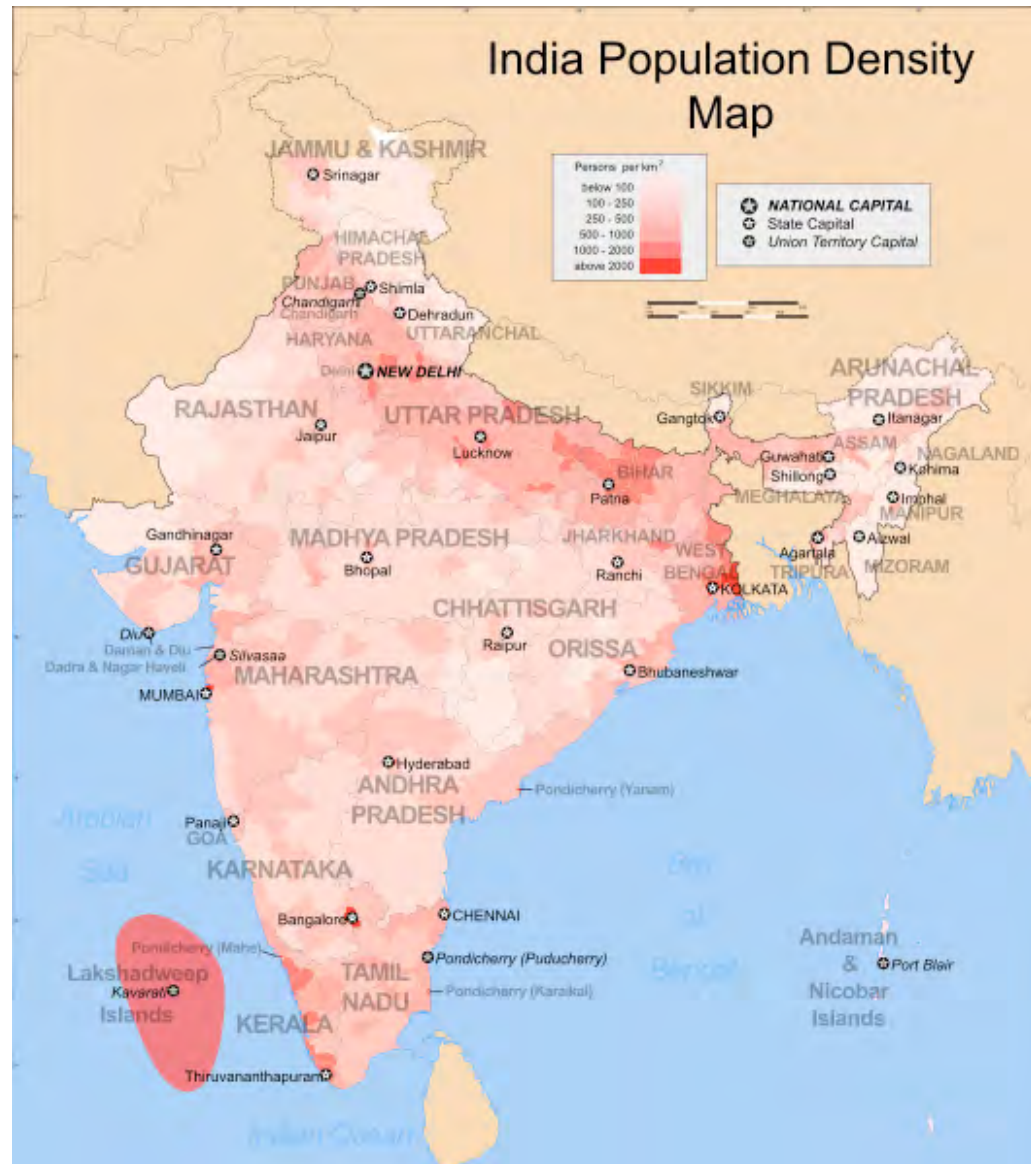 India Population Density
Map
Persons per km²
below 100
100 - 250
250 - 500
500 - 1000
1000 - 2000
above 2000
NATIONAL CAPITAL
State Capital
Union Territory Capital
JAMMU & KASHMIR
Srinagar
HIMACHAL
PRADESH
PUNJAB
Shimla
Chandigarh
Chandigarh
Dehradun
HARYANA
UTTARANCHAL
Delhi
NEW DELHI
RAJASTHAN
UTTAR PRADESH
Jaipur
Lucknow
SIKKIM
Gangtok
ARUNACHAL
PRADESH
Itanagar
ASSAM
Guwahati
NAGALAND
Shillong
Kohima
BIHAR
Patna
MEGHALAYA
Imphal
MANIPUR
Gandhinagar
GUJARAT
MADHYA PRADESH
Bhopal
JHARKHAND
Ranchi
WEST
BENGAL
KOLKATA
Agartala
TRIPURA
Aizwal
MIZORAM
CHHATTISGARH
Raipur
ORISSA
Bhubaneshwar
Diu
Daman & Diu
Dadra & Nagar Haveli
Silvasaa
MAHARASHTRA
MUMBAI
Hyderabad
ANDHRA
PRADESH
Pondicherry (Yanam)
Arabian
Sea
Panaji
GOA
KARNATAKA
Bay
of
Bengal
Bangalore
CHENNAI
Pondicherry (Mahe)
Pondicherry (Puducherry)
Lakshadweep
Kavarati
Islands
TAMIL
NADU
Pondicherry (Karaikal)
KERALA
Thiruvananthapuram
Andaman
&
Nicobar
Islands
Port Blair
Indian Ocean